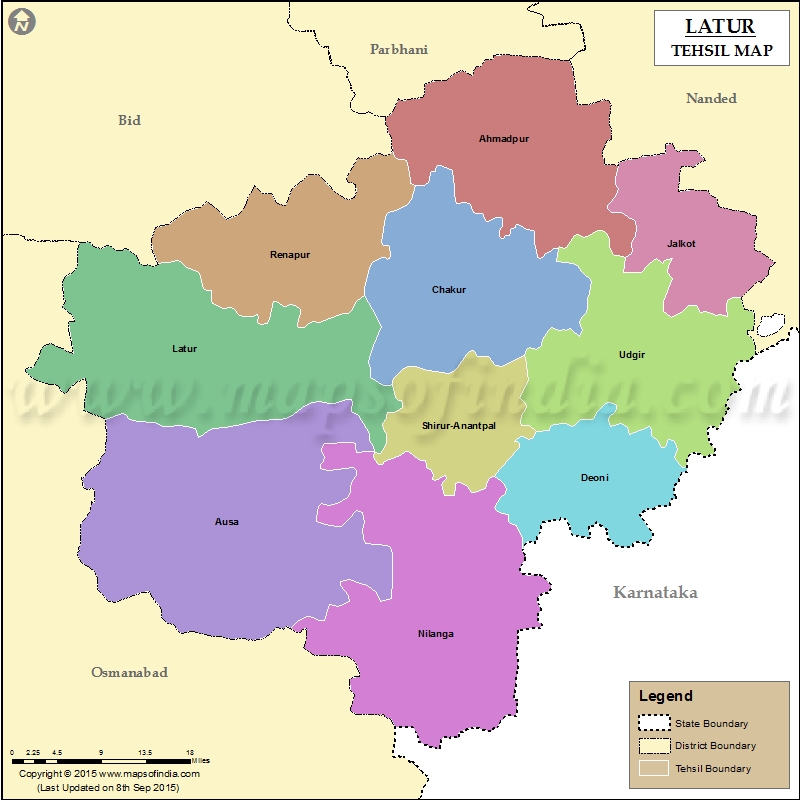 N
LATUR
TEHSIL MAP
Parbhani
Nanded
Bid
Ahmadpur
Jalkot
Renapur
Chakur
Latur
Udgir
www.mapsofindia.com
Shirur-Anantpal
Deoni
Ausa
Karnataka
Nilanga
Osmanabad
Legend
State Boundary
District Boundary
Tehsil Boundary
0 2.25 4.5 9 13.5 18
Miles
Copyright © 2015 www.mapsofindia.com
(Last Updated on 8th Sep 2015)